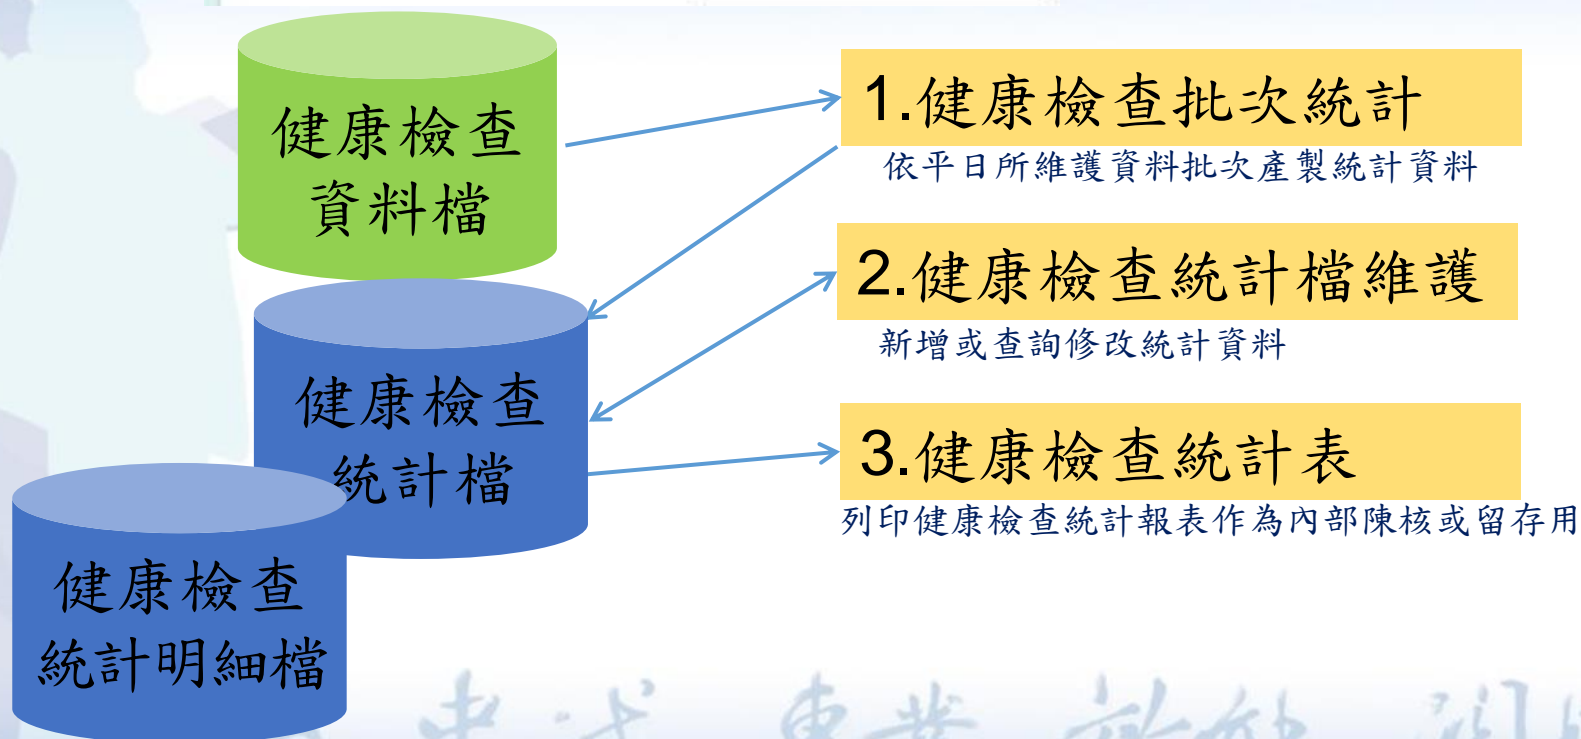 健康檢查
資料檔
健康檢查
統計檔
健康檢查
統計明細檔
1.健康檢查批次統計
依平日所維護資料批次產製統計資料
2.健康檢查統計檔維護
新增或查詢修改統計資料
3.健康檢查統計表
列印健康檢查統計報表作為內部陳核或留存用